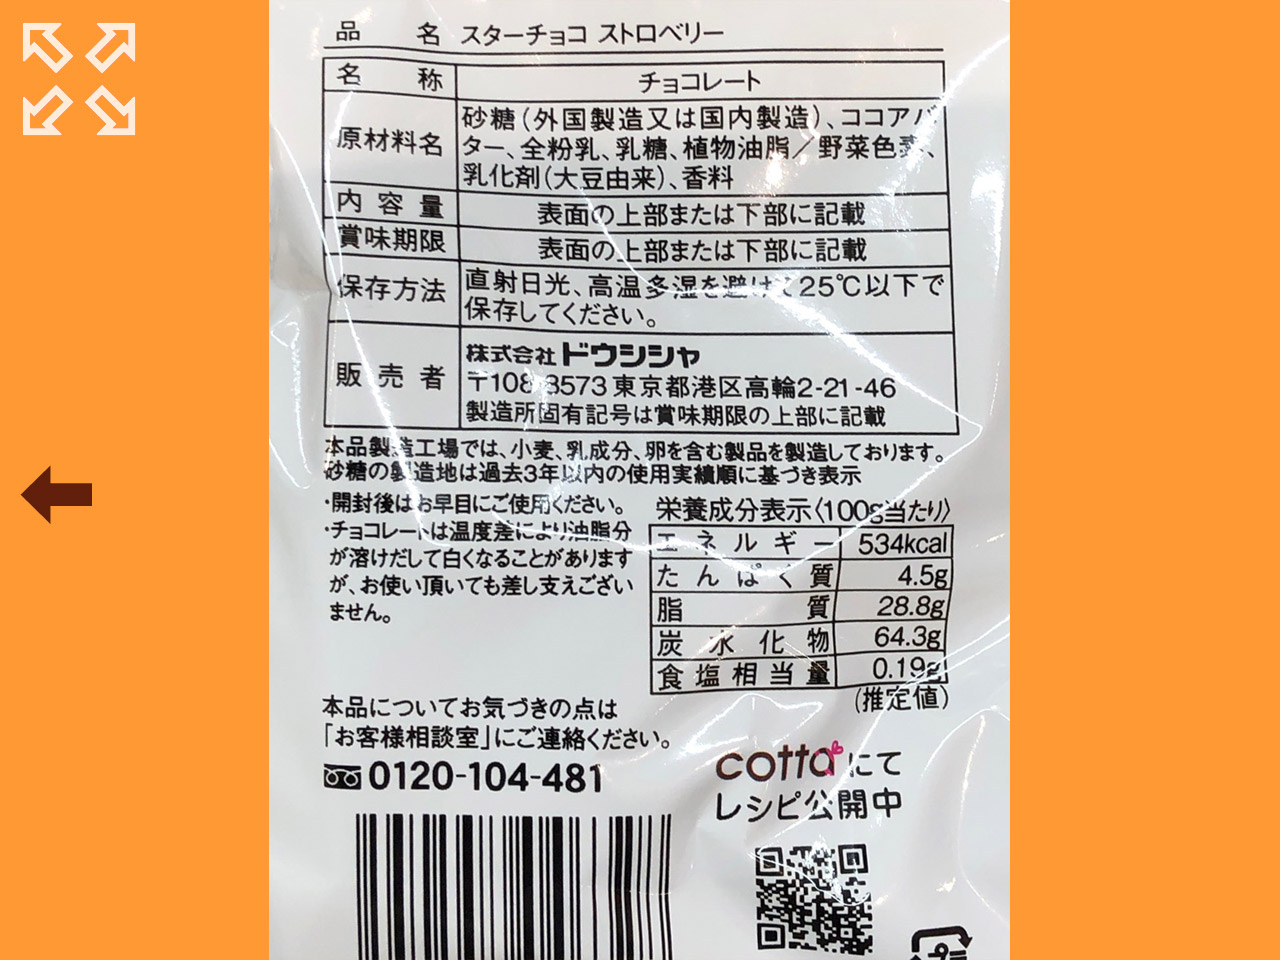 品名 スターチョコ ストロベリー
名称 チョコレート
原材料名 砂糖(外国製造又は国内製造)、ココアバ
ター、全粉乳、乳糖、植物油脂/野菜色素、
乳化剤(大豆由来)、香料
内容量 表面の上部または下部に記載
賞味期限 表面の上部または下部に記載
保存方法 直射日光、高温多湿を避けて25℃以下で
保存してください。
販売者 株式会社ドウシシャ
〒108-8573 東京都港区高輪2-21-46
製造所固有記号は賞味期限の上部に記載
本品製造工場では、小麦、乳成分、卵を含む製品を製造しております。
砂糖の製造地は過去3年以内の使用実績順に基づき表示
・開封後はお早目にご使用ください。
・チョコレートは温度差により油脂分
が溶けだして白くなることがあります
が、お使い頂いても差し支えござい
ません。
栄養成分表示〈100g当たり〉
エネルギー 534kcal
たんぱく質 4.5g
脂質 28.8g
炭水化物 64.3g
食塩相当量 0.19g
(推定値)
本品についてお気づきの点は
「お客様相談室」にご連絡ください。
0120-104-481
cottaにて
レシピ公開中